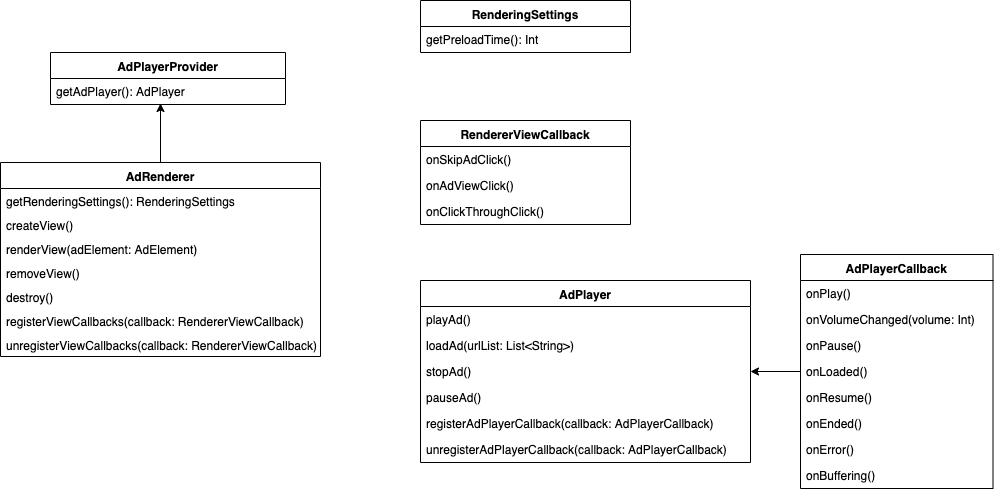 RenderingSettings
getPreloadTime(): Int
AdPlayerProvider
getAdPlayer(): AdPlayer
RendererViewCallback
onSkipAdClick()
onAdViewClick()
onClickThroughClick()
AdRenderer
getRenderingSettings(): RenderingSettings
createView()
renderView(adElement: AdElement)
removeView()
destroy()
registerViewCallbacks(callback: RendererViewCallback)
unregisterViewCallbacks(callback: RendererViewCallback)
AdPlayer
playAd()
loadAd(urlList: List<String>)
stopAd()
pauseAd()
registerAdPlayerCallback(callback: AdPlayerCallback)
unregisterAdPlayerCallback(callback: AdPlayerCallback)
AdPlayerCallback
onPlay()
onVolumeChanged(volume: Int)
onPause()
onLoaded()
onResume()
onEnded()
onError()
onBuffering()